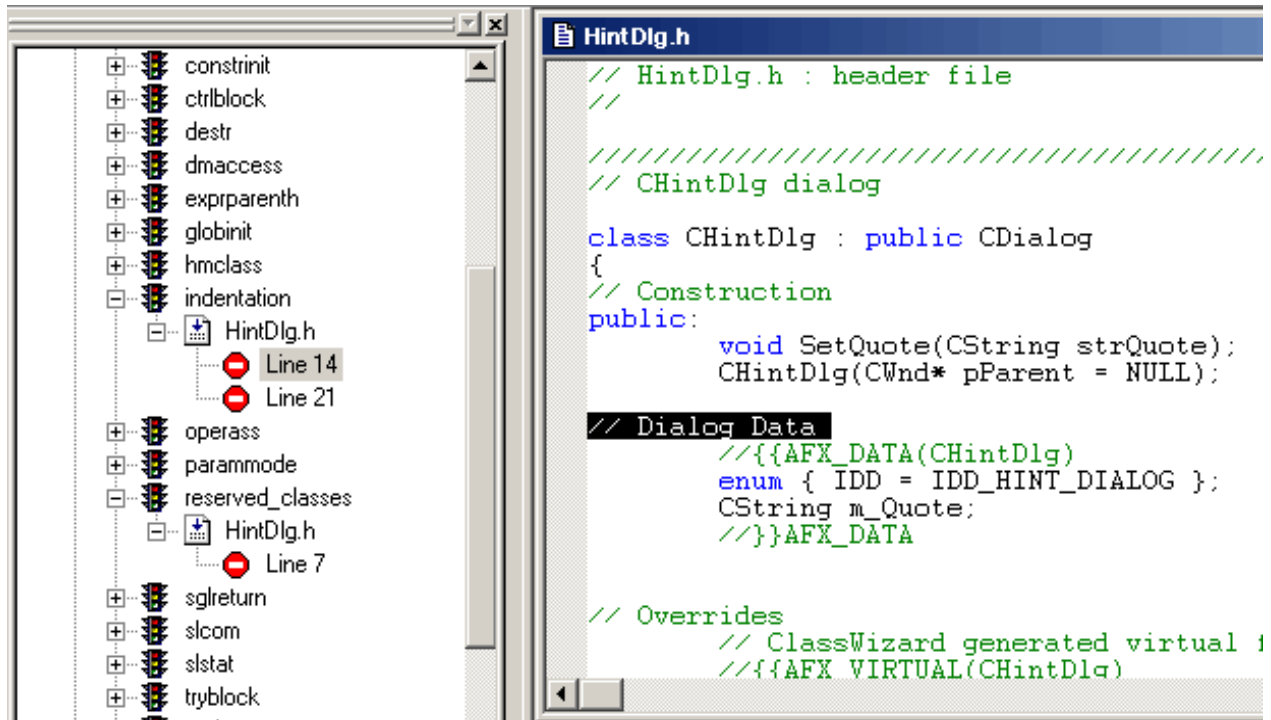 constrinit
ctrlblock
destr
dmaccess
exprparenth
globinit
hmclass
indentation
HintDlg.h
Line 14
Line 21
operass
parammode
reserved_classes
HintDlg.h
Line 7
sglreturn
slcom
slstat
tryblock
HintDlg.h
// HintDlg.h : header file
//
/////////////////////////////////////////
// CHintDlg dialog
class CHintDlg : public CDialog
{
// Construction
public:
void SetQuote(CString strQuote);
CHintDlg(CWnd* pParent = NULL);
// Dialog Data
//{{AFX_DATA(CHintDlg)
enum { IDD = IDD_HINT_DIALOG };
CString m_Quote;
//}}AFX_DATA
// Overrides
// ClassWizard generated virtual f
//{{AFX_VIRTUAL(CHintDlg)